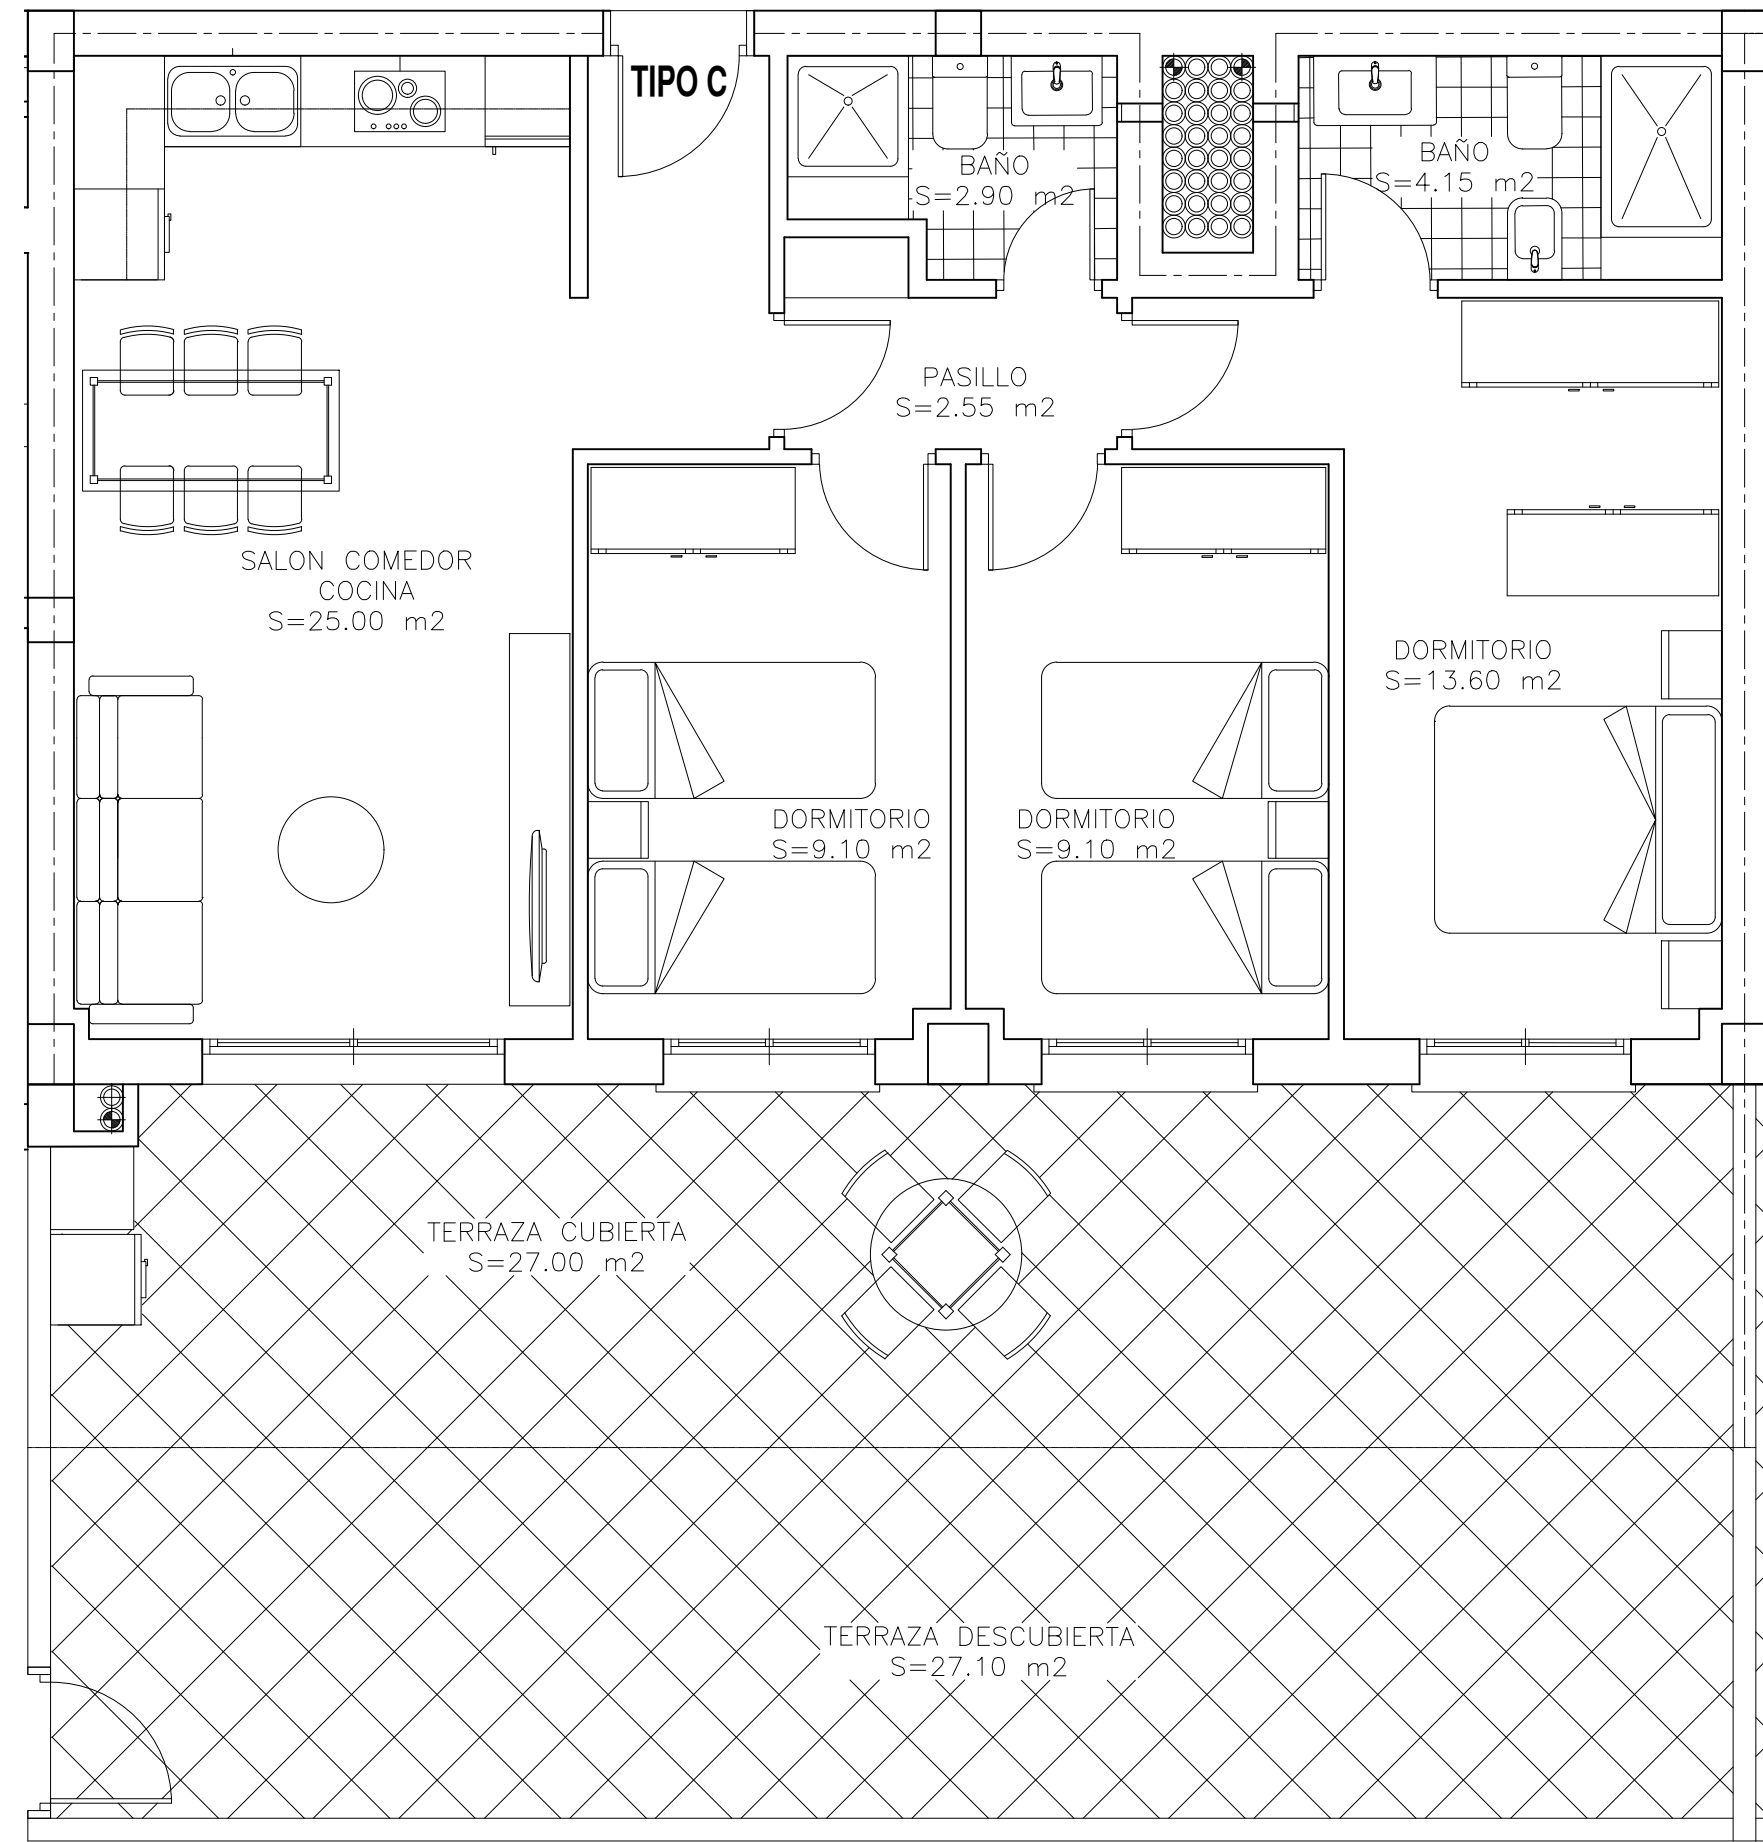 TIPO C
BAÑO
S=2.90 m2
BAÑO
S=4.15 m2
PASILLO
S=2.55 m2
SALON COMEDOR
COCINA
S=25.00 m2
DORMITORIO
S=13.60 m2
DORMITORIO
S=9.10 m2
DORMITORIO
S=9.10 m2
TERRAZA CUBIERTA
S=27.00 m2
TERRAZA DESCUBIERTA
S=27.10 m2